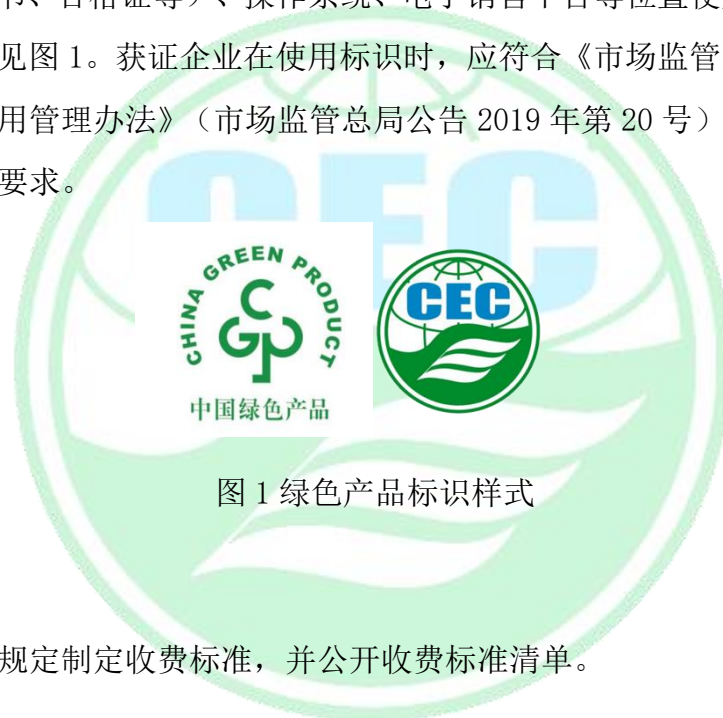 书、合格证等）、操作系统、电子销售平台等位置使
见图 1。获证企业在使用标识时，应符合《市场监管
用管理办法》（市场监管总局公告 2019 年第 20 号）
要求。
CEC
CHINA GREEN PRODUCT
CGP
中国绿色产品
CEC
图 1 绿色产品标识样式
规定制定收费标准，并公开收费标准清单。